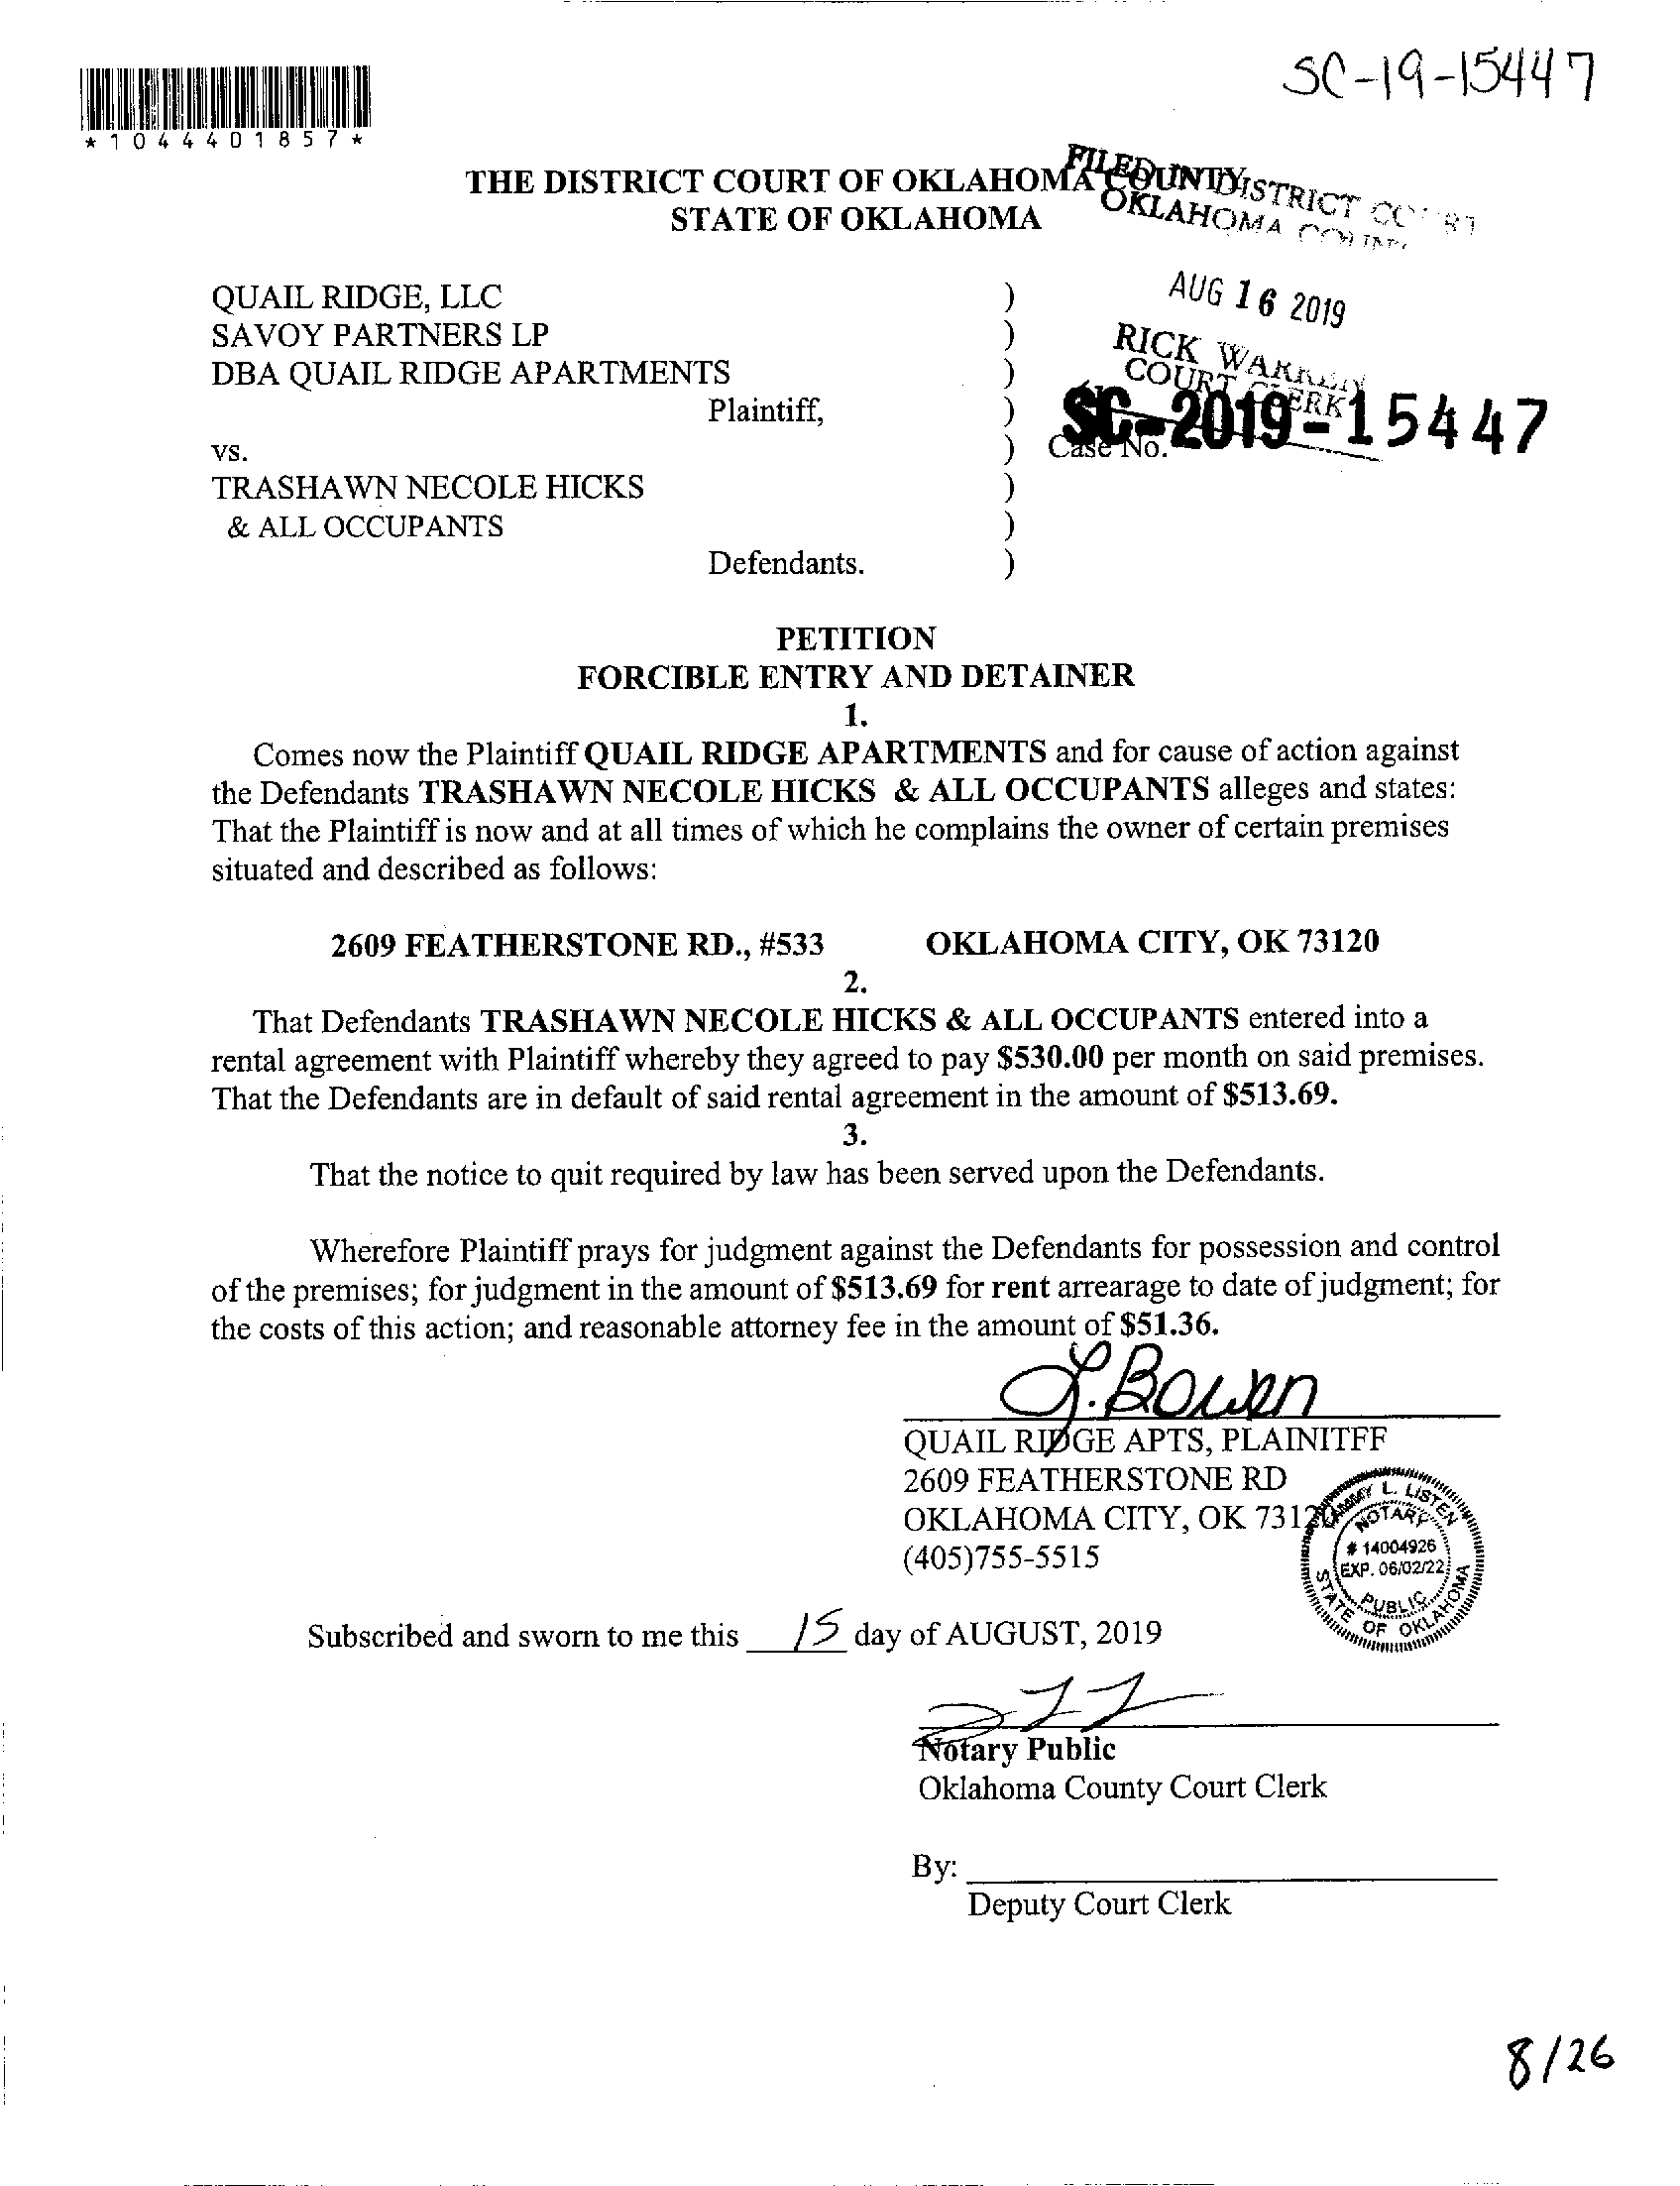 SC-19-15447
*1044401857*
THE DISTRICT COURT OF OKLAHOMA COUNTY
STATE OF OKLAHOMA
FILED DISTRICT COURT
OKLAHOMA COUNTY
AUG 16 2019
RICK WARREN
COURT CLERK
QUAIL RIDGE, LLC )
SAVOY PARTNERS LP )
DBA QUAIL RIDGE APARTMENTS )
Plaintiff, )
vs. ) Case No. SC-2019-15447
TRASHAWN NECOLE HICKS )
& ALL OCCUPANTS )
Defendants. )
PETITION
FORCIBLE ENTRY AND DETAINER
1.
Comes now the Plaintiff QUAIL RIDGE APARTMENTS and for cause of action against
the Defendants TRASHAWN NECOLE HICKS & ALL OCCUPANTS alleges and states:
That the Plaintiff is now and at all times of which he complains the owner of certain premises
situated and described as follows:
2609 FEATHERSTONE RD., #533 OKLAHOMA CITY, OK 73120
2.
That Defendants TRASHAWN NECOLE HICKS & ALL OCCUPANTS entered into a
rental agreement with Plaintiff whereby they agreed to pay $530.00 per month on said premises.
That the Defendants are in default of said rental agreement in the amount of $513.69.
3.
That the notice to quit required by law has been served upon the Defendants.
Wherefore Plaintiff prays for judgment against the Defendants for possession and control
of the premises; for judgment in the amount of $513.69 for rent arrearage to date of judgment; for
the costs of this action; and reasonable attorney fee in the amount of $51.36.
L. Bowen
QUAIL RIDGE APTS, PLAINITFF
2609 FEATHERSTONE RD
OKLAHOMA CITY, OK 73120
(405)755-5515
TAMMY L. LISTEN
NOTARY
# 14004926
EXP. 06/02/22
PUBLIC
STATE OF OKLAHOMA
Subscribed and sworn to me this 15 day of AUGUST, 2019
Notary Public
Oklahoma County Court Clerk
By:
Deputy Court Clerk
8/26